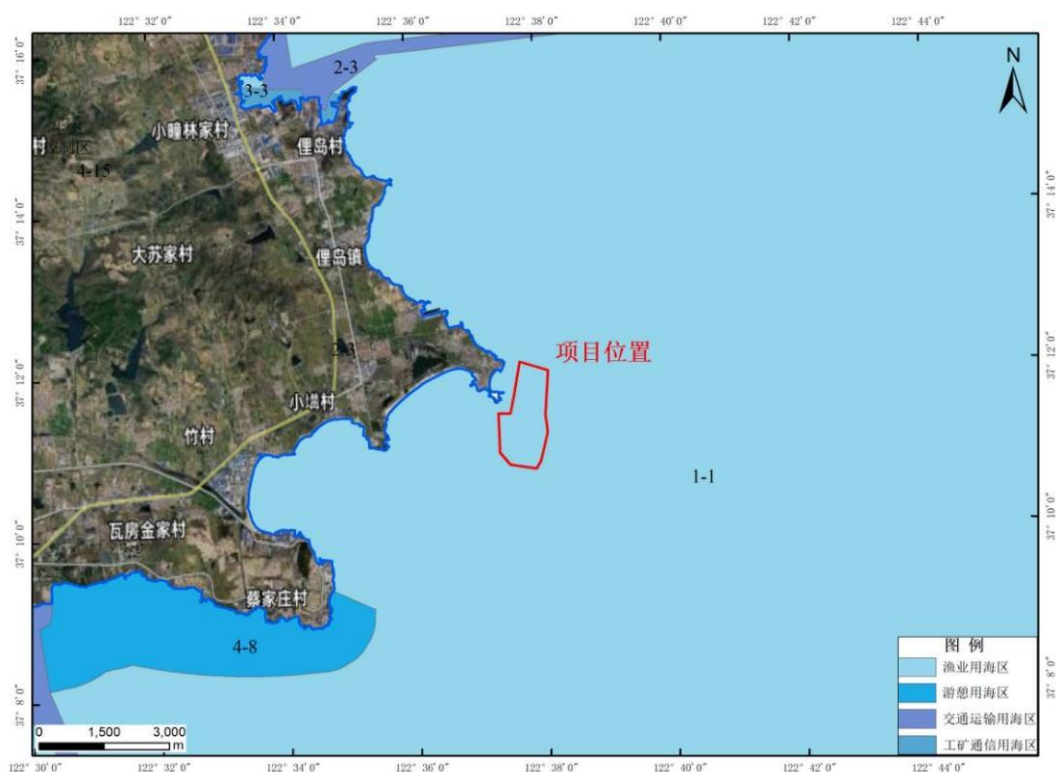 122° 32′ 0″
122° 34′ 0″
122° 36′ 0″
122° 38′ 0″
122° 40′ 0″
122° 42′ 0″
122° 44′ 0″
37° 16′ 0″
2-3
N
3-3
小疃林家村
俚岛村
村
控制区
4-15
37° 14′ 0″
37° 14′ 0″
大苏家村
俚岛镇
2-3
项目位置
37° 12′ 0″
37° 12′ 0″
竹村
1-1
37° 10′ 0″
37° 10′ 0″
瓦房金家村
蔡家庄村
4-8
图 例
渔业用海区
游憩用海区
交通运输用海区
工矿通信用海区
37° 8′ 0″
37° 8′ 0″
0 1,500 3,000
m
122° 30′ 0″
122° 32′ 0″
122° 34′ 0″
122° 36′ 0″
122° 38′ 0″
122° 40′ 0″
122° 42′ 0″
122° 44′ 0″